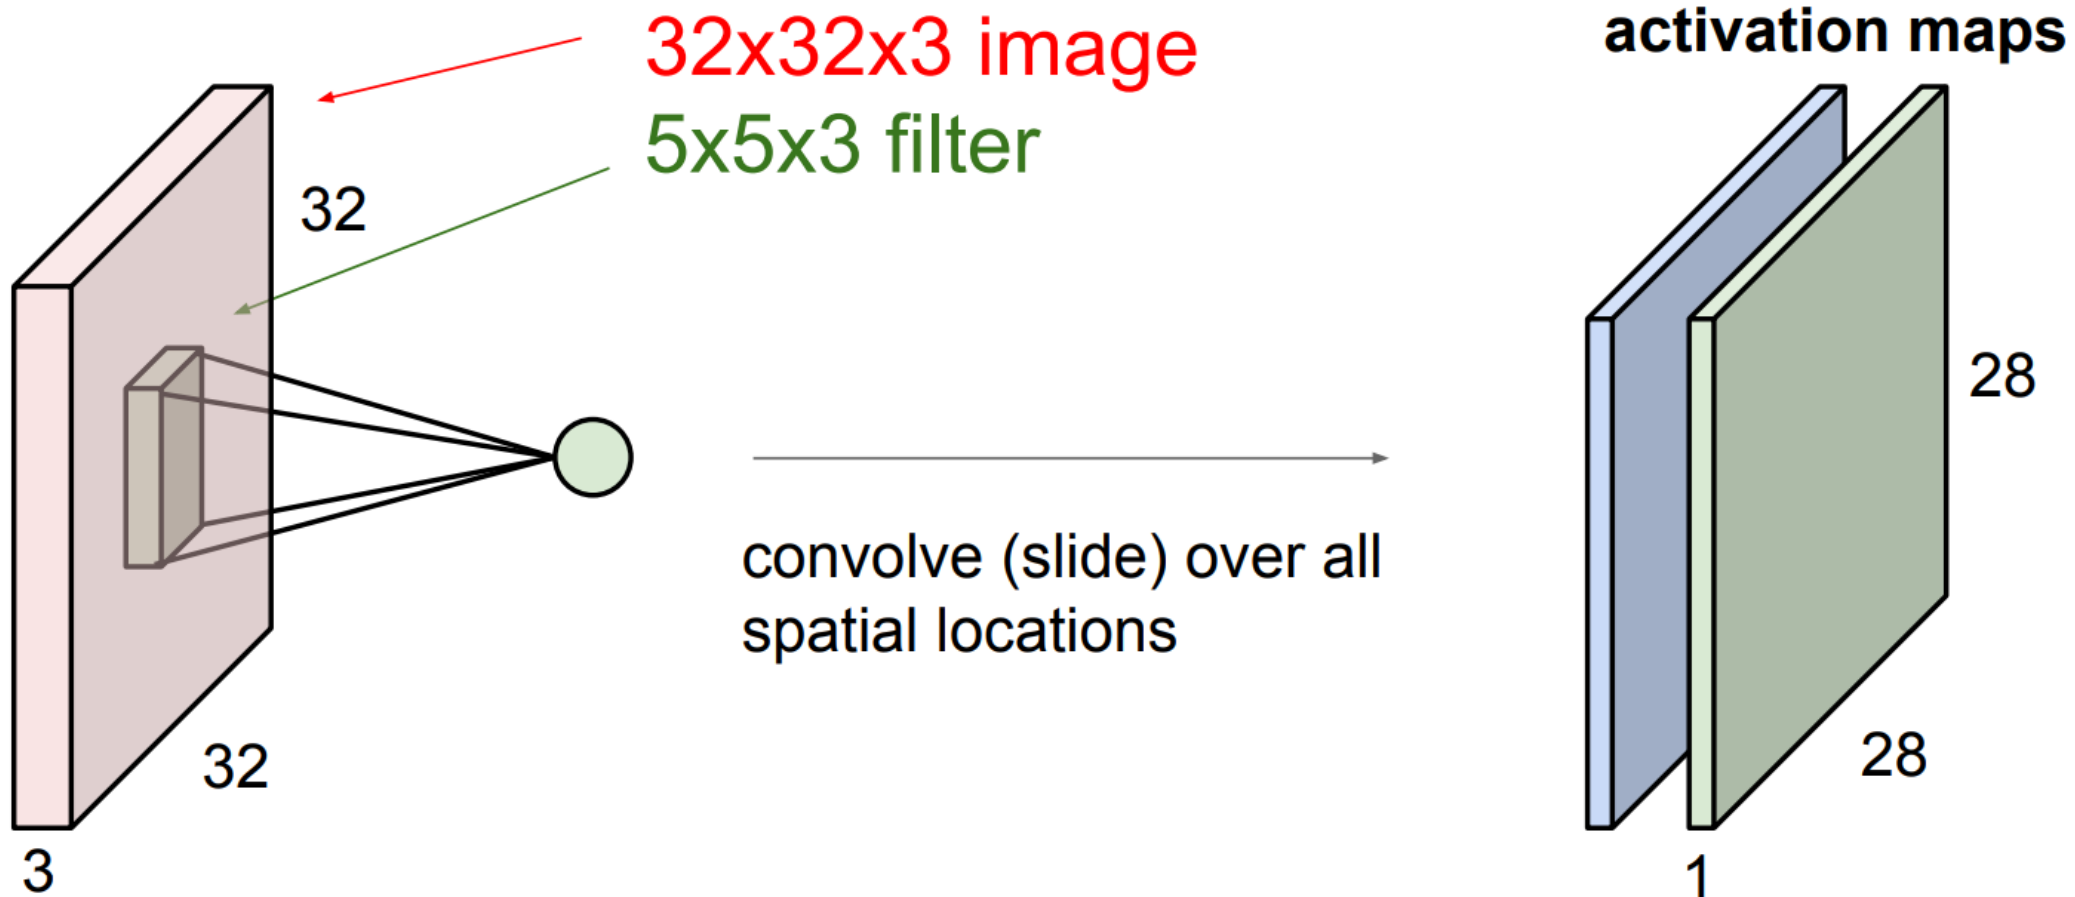 32x32x3 image
activation maps
5x5x3 filter
32
28
convolve (slide) over all
spatial locations
32
28
3
1